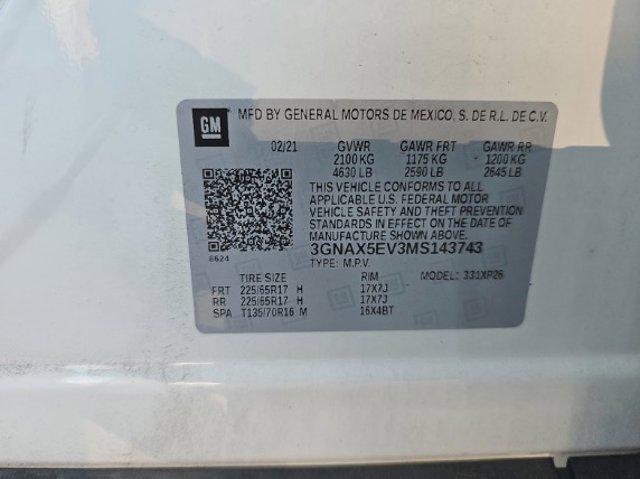 GM MFD BY GENERAL MOTORS DE MEXICO, S. DE R.L. DE C.V.
02/21 GVWR GAWR FRT GAWR RR
2100 KG 1175 KG 1200 KG
4630 LB 2590 LB 2645 LB
THIS VEHICLE CONFORMS TO ALL
APPLICABLE U.S. FEDERAL MOTOR
VEHICLE SAFETY AND THEFT PREVENTION
STANDARDS IN EFFECT ON THE DATE OF
MANUFACTURE SHOWN ABOVE.
3GNAX5EV3MS143743
8624 TYPE: M.P.V.
TIRE SIZE RIM MODEL: 331XP26
FRT 225/65R17 H 17X7J
RR 225/65R17 H 17X7J
SPA T135/70R16 M 16X4BT